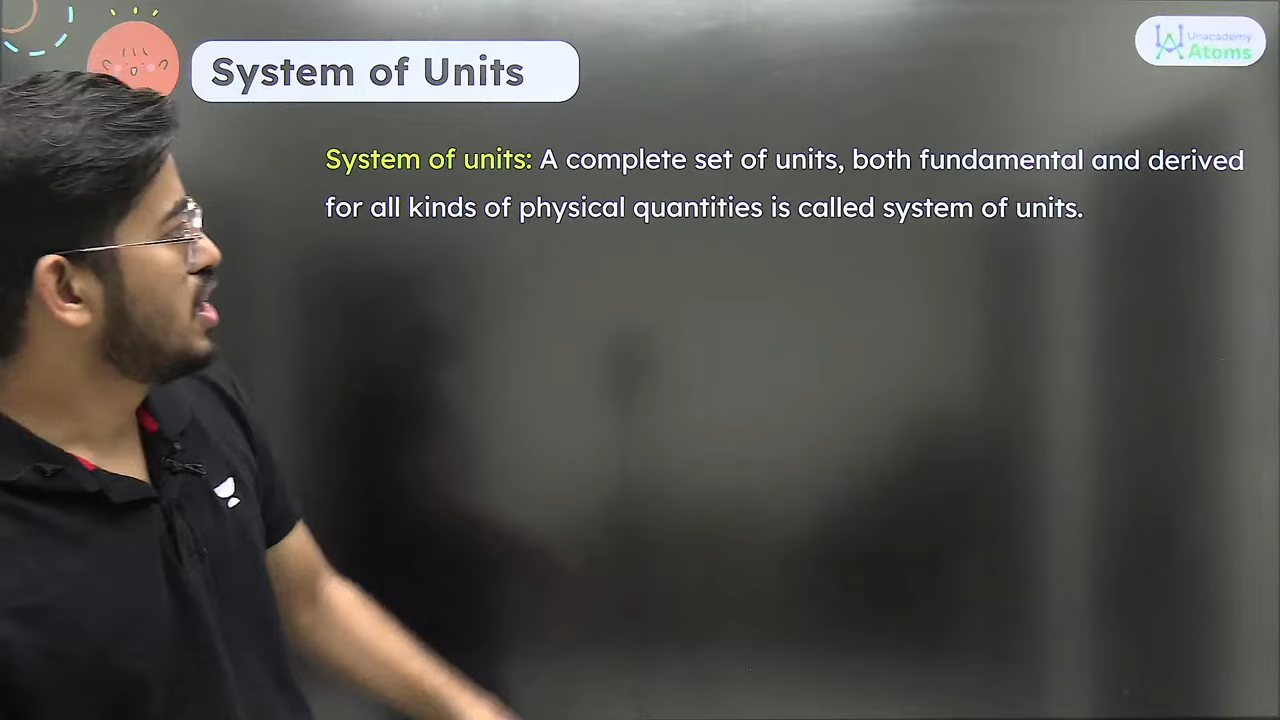 System of Units
Unacademy
Atoms
System of units: A complete set of units, both fundamental and derived
for all kinds of physical quantities is called system of units.